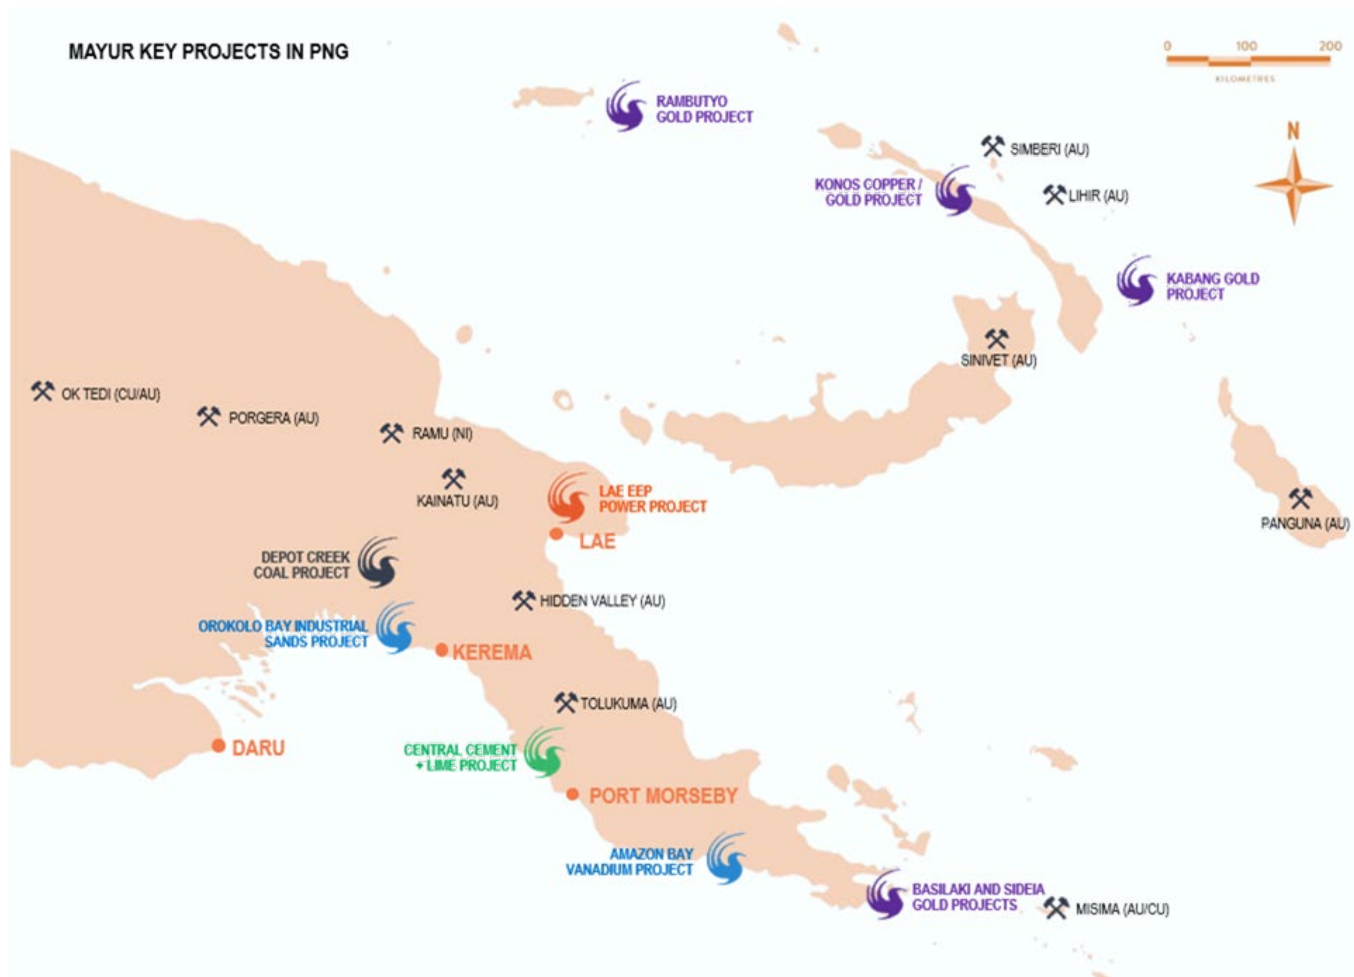 MAYUR KEY PROJECTS IN PNG
0 100 200
KILOMETRES
N
RAMBUTYO
GOLD PROJECT
SIMBERI (AU)
KONOS COPPER /
GOLD PROJECT
LIHIR (AU)
KABANG GOLD
PROJECT
SINIVET (AU)
OK TEDI (CU/AU)
PORGERA (AU)
RAMU (NI)
KAINATU (AU)
LAE EEP
POWER PROJECT
PANGUNA (AU)
LAE
DEPOT CREEK
COAL PROJECT
HIDDEN VALLEY (AU)
OROKOLO BAY INDUSTRIAL
SANDS PROJECT
KEREMA
TOLUKUMA (AU)
DARU
CENTRAL CEMENT
+ LIME PROJECT
PORT MORSEBY
AMAZON BAY
VANADIUM PROJECT
BASILAKI AND SIDEIA
GOLD PROJECTS
MISIMA (AU/CU)